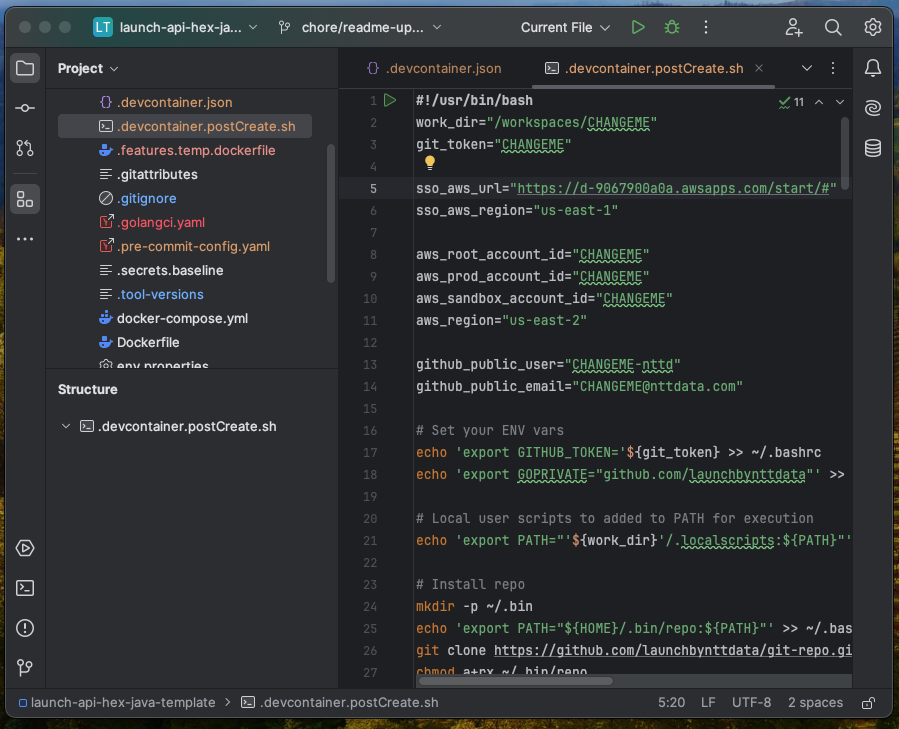 LT launch-api-hex-ja... chore/readme-up... Current File
Project
.devcontainer.json
.devcontainer.postCreate.sh
.features.temp.dockerfile
.gitattributes
.gitignore
.golangci.yaml
.pre-commit-config.yaml
.secrets.baseline
.tool-versions
docker-compose.yml
Dockerfile
env.properties
Structure
.devcontainer.postCreate.sh
.devcontainer.json .devcontainer.postCreate.sh
11
1 #!/usr/bin/bash
2 work_dir="/workspaces/CHANGEME"
3 git_token="CHANGEME"
4
5 sso_aws_url="https://d-9067900a0a.awsapps.com/start/#"
6 sso_aws_region="us-east-1"
7
8 aws_root_account_id="CHANGEME"
9 aws_prod_account_id="CHANGEME"
10 aws_sandbox_account_id="CHANGEME"
11 aws_region="us-east-2"
12
13 github_public_user="CHANGEME-nttd"
14 github_public_email="CHANGEME@nttdata.com"
15
16 # Set your ENV vars
17 echo 'export GITHUB_TOKEN='${git_token} >> ~/.bashrc
18 echo 'export GOPRIVATE="github.com/launchbynttdata"' >>
19
20 # Local user scripts to added to PATH for execution
21 echo 'export PATH="'${work_dir}'/.localscripts:${PATH}"'
22
23 # Install repo
24 mkdir -p ~/.bin
25 echo 'export PATH="${HOME}/.bin/repo:${PATH}"' >> ~/.bas
26 git clone https://github.com/launchbynttdata/git-repo.gi
27 chmod a+rx ~/.bin/repo
launch-api-hex-java-template > .devcontainer.postCreate.sh 5:20 LF UTF-8 2 spaces